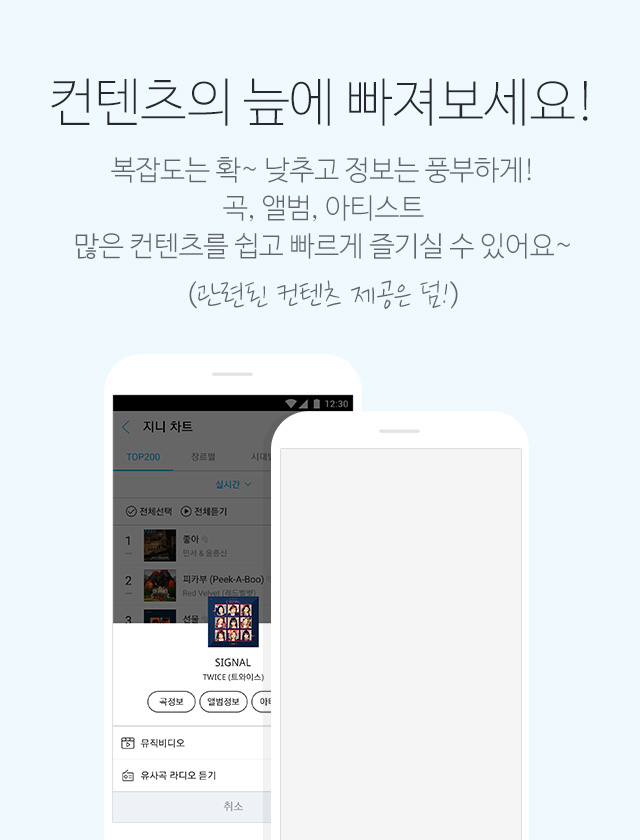 컨텐츠의 늪에 빠져보세요!
복잡도는 확~ 낮추고 정보는 풍부하게!
곡, 앨범, 아티스트
많은 컨텐츠를 쉽고 빠르게 즐기실 수 있어요~
(관련된 컨텐츠 제공은 덤!)
12:30
지니 차트
TOP200 장르별
실시간
전체선택 전체듣기
1 좋아
민서 & 윤종신
2 피카부 (Peek-A-Boo)
Red Velvet (레드벨벳)
3 선물
SIGNAL
TWICE (트와이스)
곡정보 앨범정보
뮤직비디오
유사곡 라디오 듣기
취소